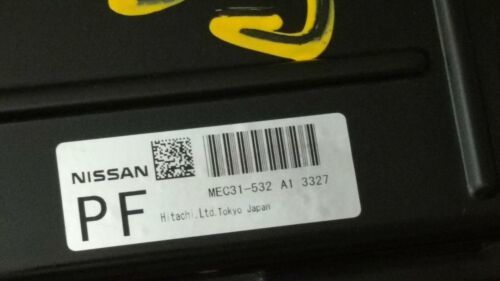 NISSAN
MEC31-532 A1 3327
PF
Hitachi,Ltd.Tokyo Japan